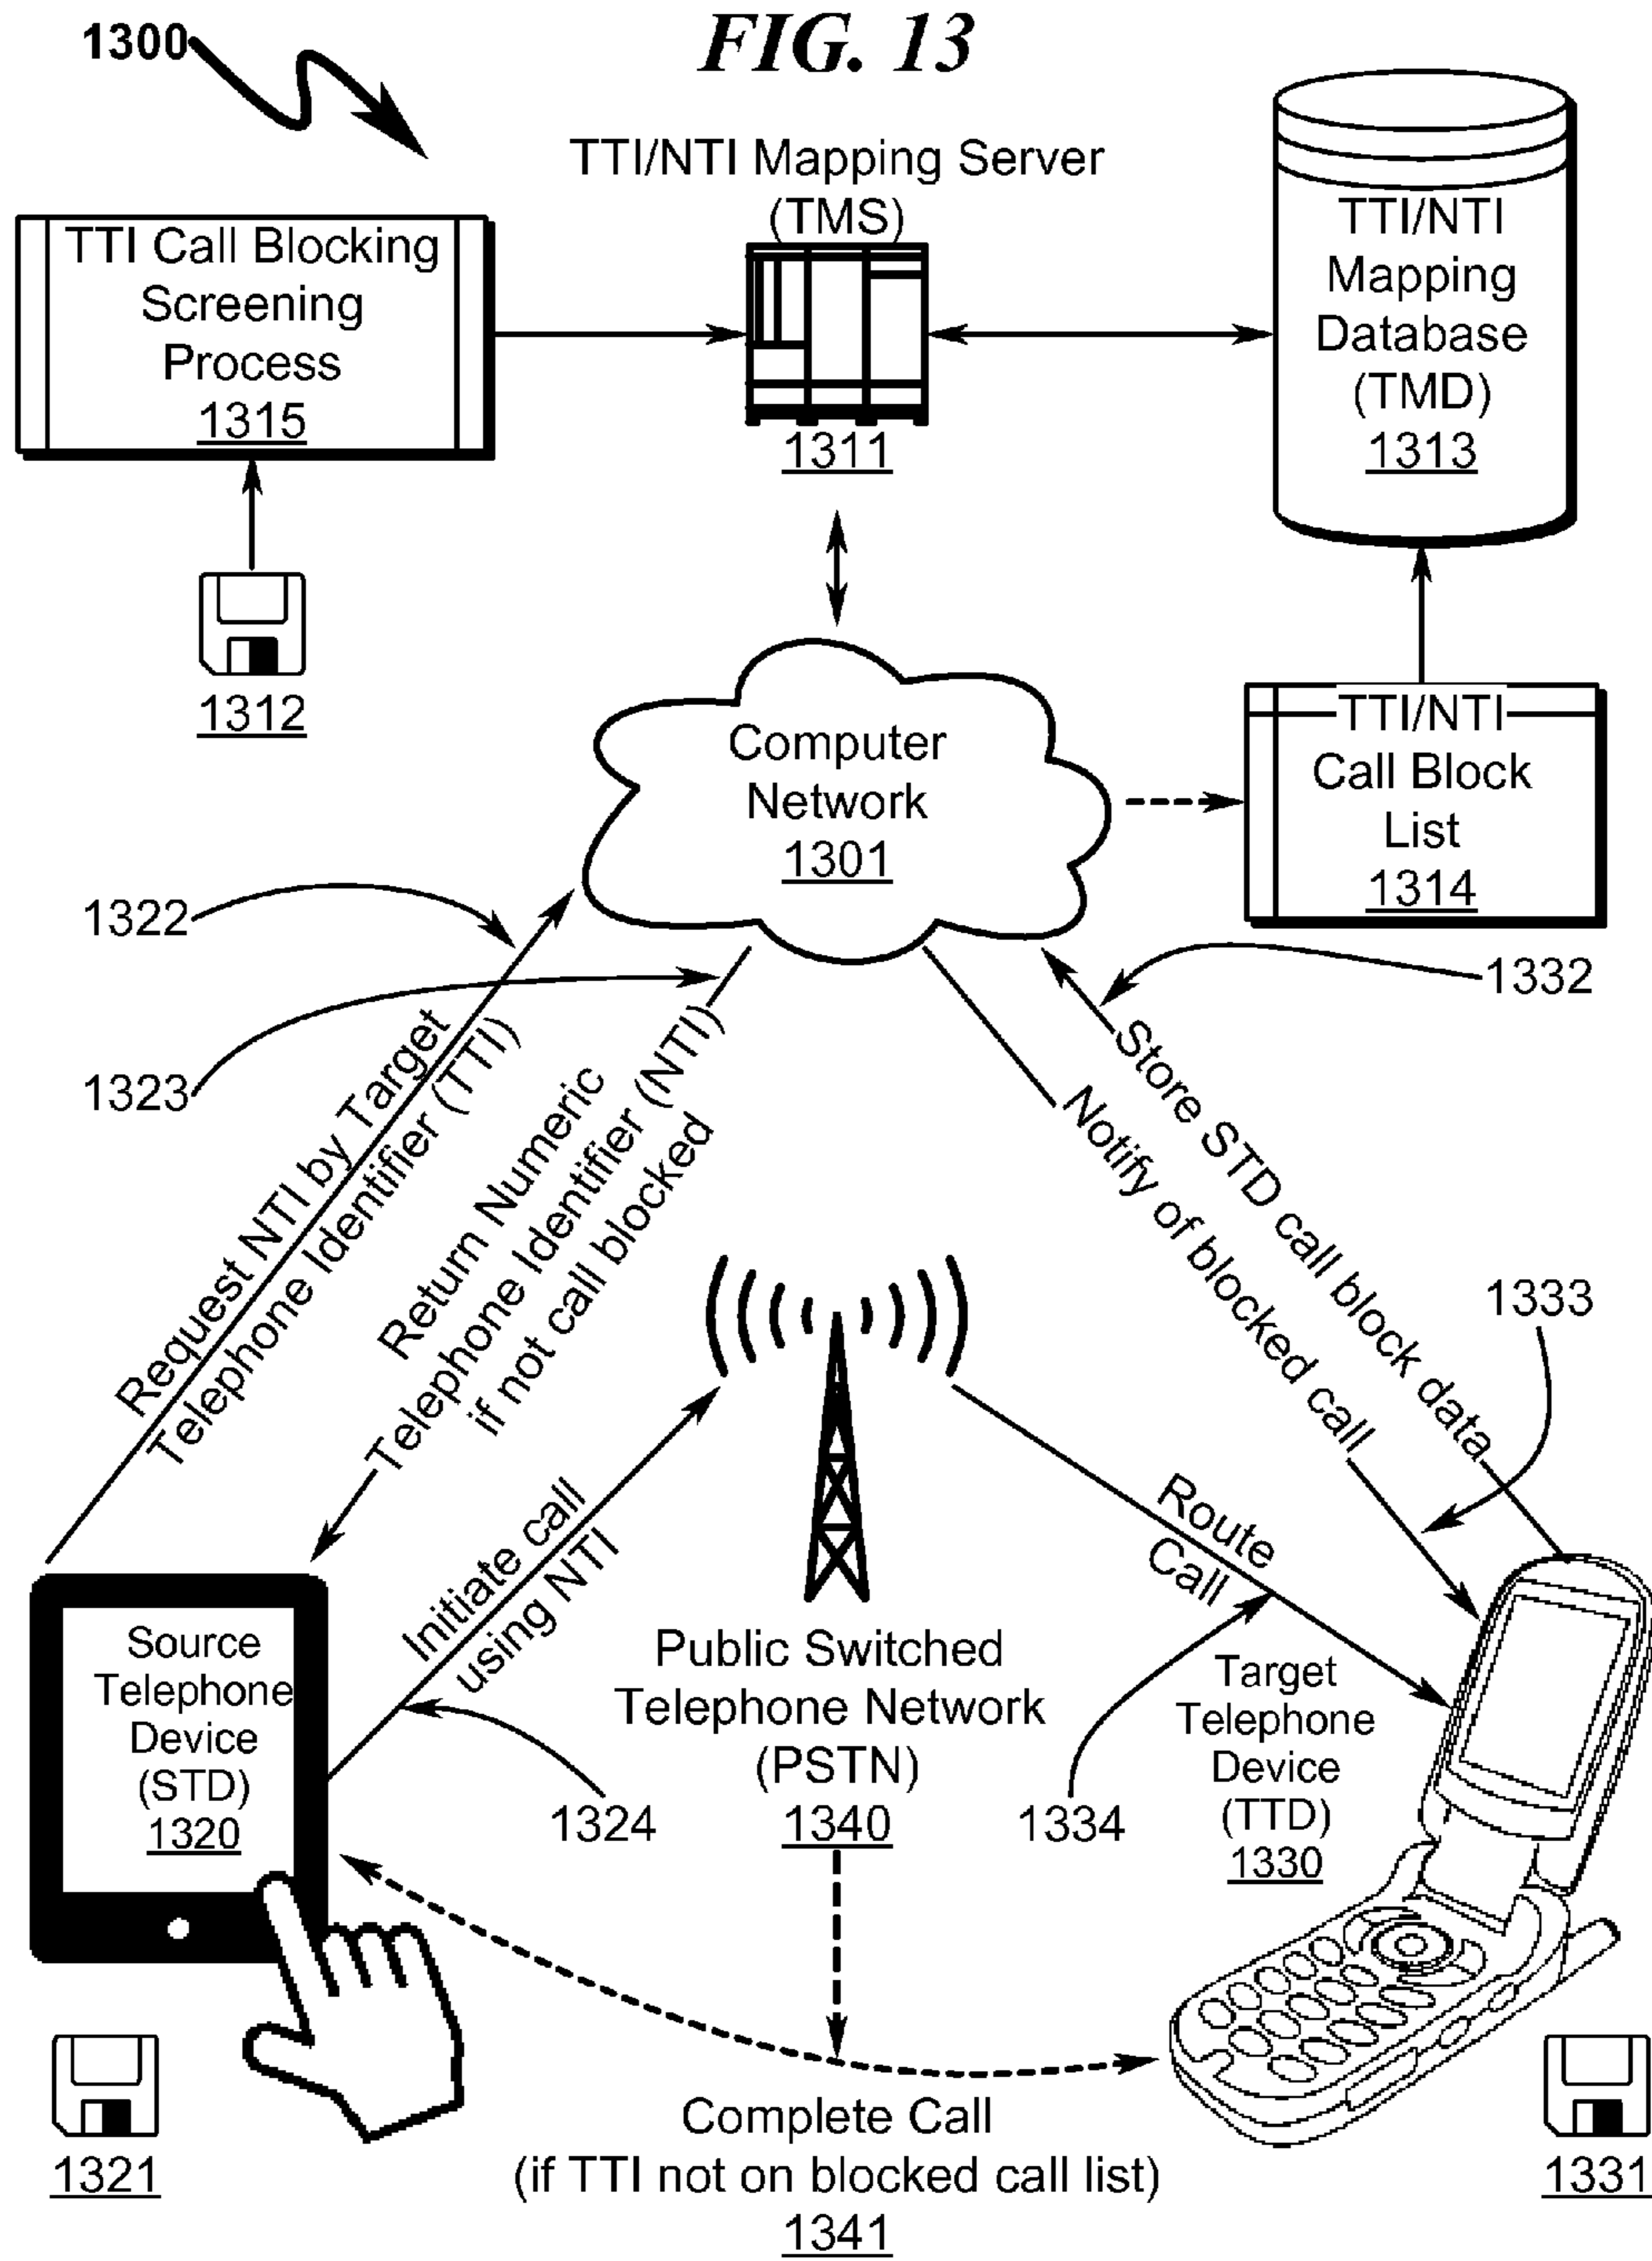 FIG. 13
1300
TTI/NTI Mapping Server
(TMS)
1311
TTI Call Blocking
Screening
Process
1315
TTI/NTI
Mapping
Database
(TMD)
1313
1312
Computer
Network
1301
TTI/NTI
Call Block
List
1314
1322
1323
1332
1333
Request NTI by Target
Telephone Identifier (TTI)
Return Numeric
Telephone Identifier (NTI)
if not call blocked
Store STD call block data
Notify of blocked call
Initiate call
using NTI
Route
Call
Source
Telephone
Device
(STD)
1320
1324
Public Switched
Telephone Network
(PSTN)
1340
1334
Target
Telephone
Device
(TTD)
1330
1321
Complete Call
(if TTI not on blocked call list)
1341
1331